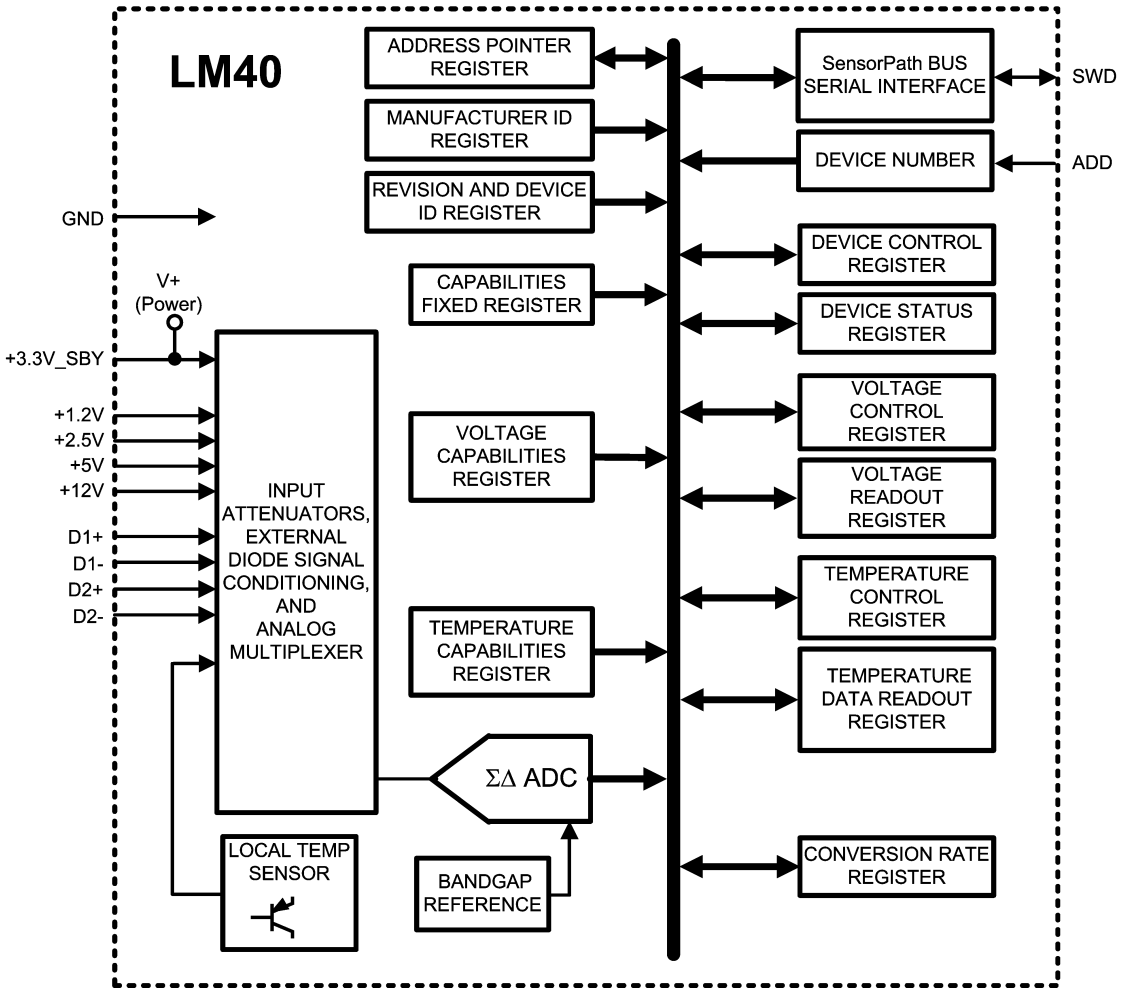 LM40
ADDRESS POINTER
REGISTER
MANUFACTURER ID
REGISTER
REVISION AND DEVICE
ID REGISTER
CAPABILITIES
FIXED REGISTER
VOLTAGE
CAPABILITIES
REGISTER
TEMPERATURE
CAPABILITIES
REGISTER
ΣΔ ADC
BANDGAP
REFERENCE
GND
V+
(Power)
+3.3V_SBY
+1.2V
+2.5V
+5V
+12V
D1+
D1-
D2+
D2-
INPUT
ATTENUATORS,
EXTERNAL
DIODE SIGNAL
CONDITIONING,
AND
ANALOG
MULTIPLEXER
LOCAL TEMP
SENSOR
SensorPath BUS
SERIAL INTERFACE
SWD
DEVICE NUMBER
ADD
DEVICE CONTROL
REGISTER
DEVICE STATUS
REGISTER
VOLTAGE
CONTROL
REGISTER
VOLTAGE
READOUT
REGISTER
TEMPERATURE
CONTROL
REGISTER
TEMPERATURE
DATA READOUT
REGISTER
CONVERSION RATE
REGISTER